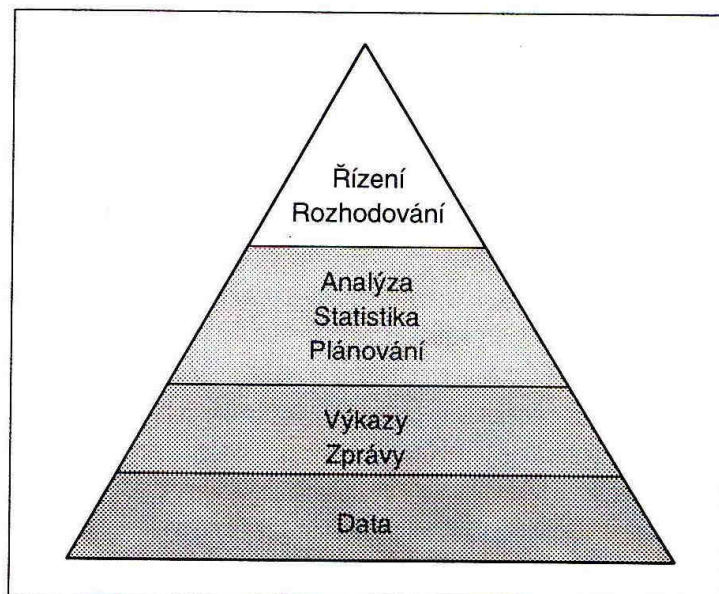 Řízení
Rozhodování
Analýza
Statistika
Plánování
Výkazy
Zprávy
Data